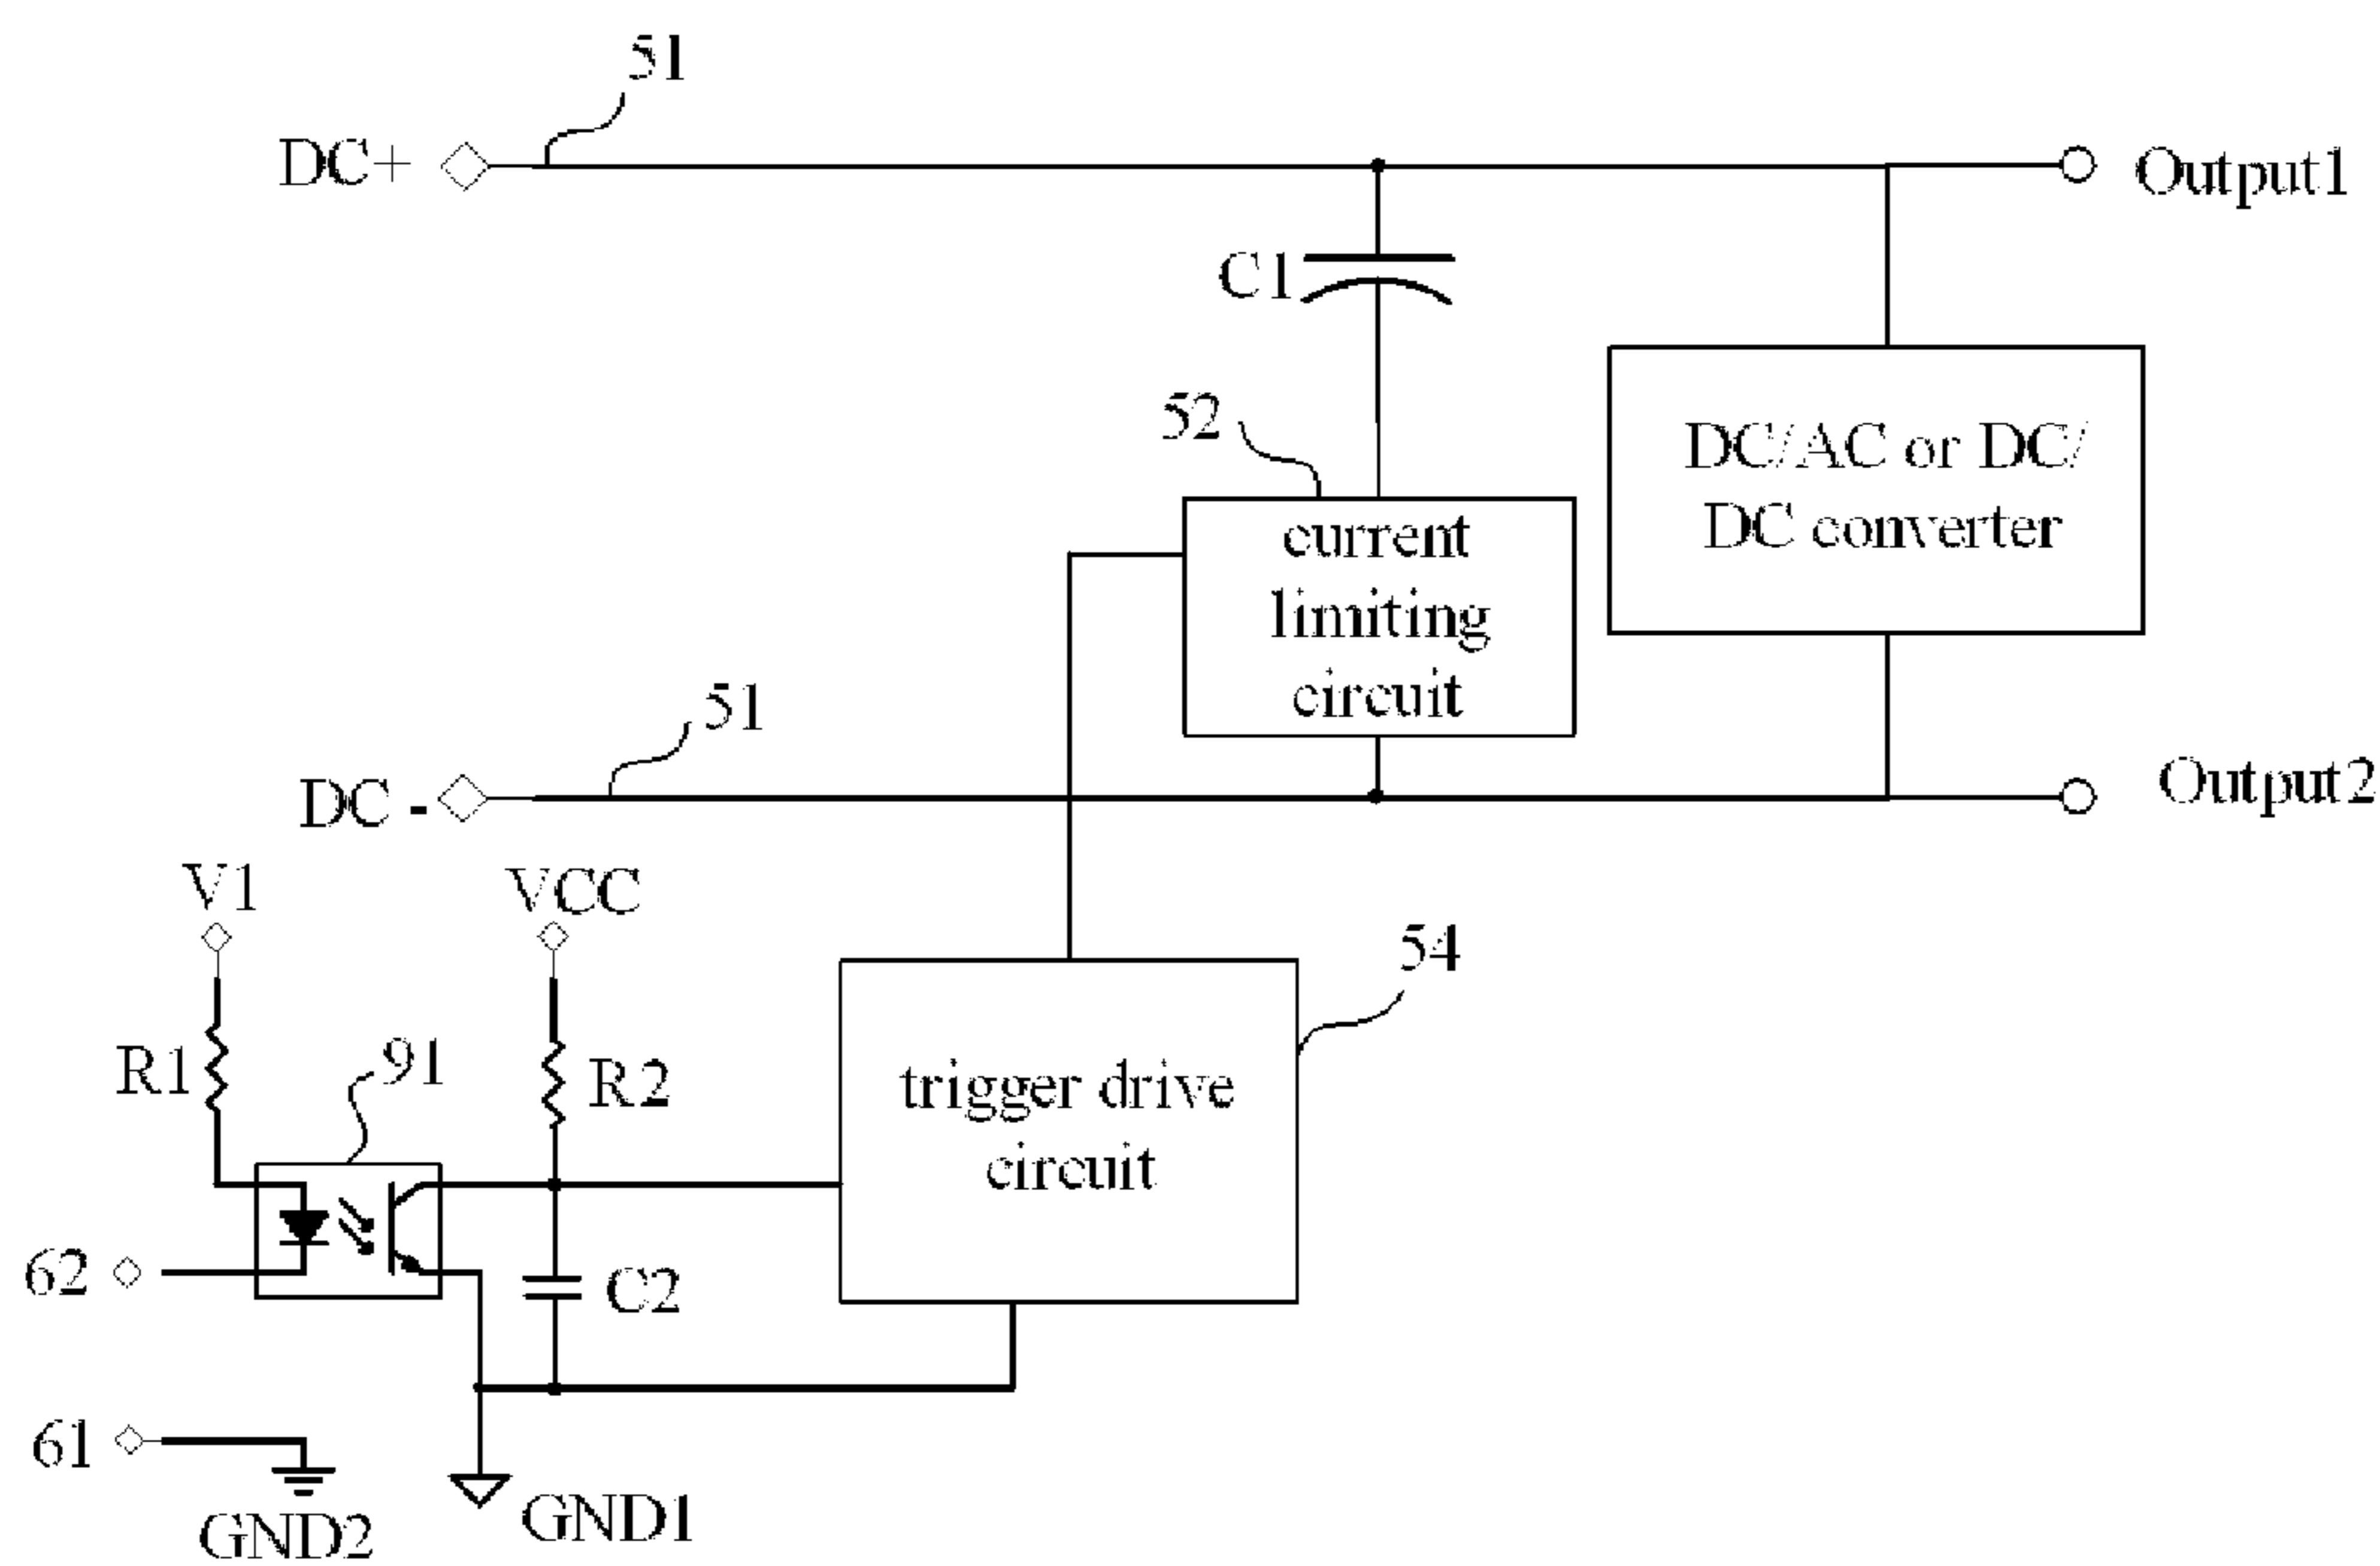 51
DC+
Output1
C1
52
DC/AC or DC/
DC converter
current
limiting
circuit
51
DC -
Output2
V1
VCC
54
R1
91
R2
trigger drive
circuit
62
C2
61
GND2
GND1